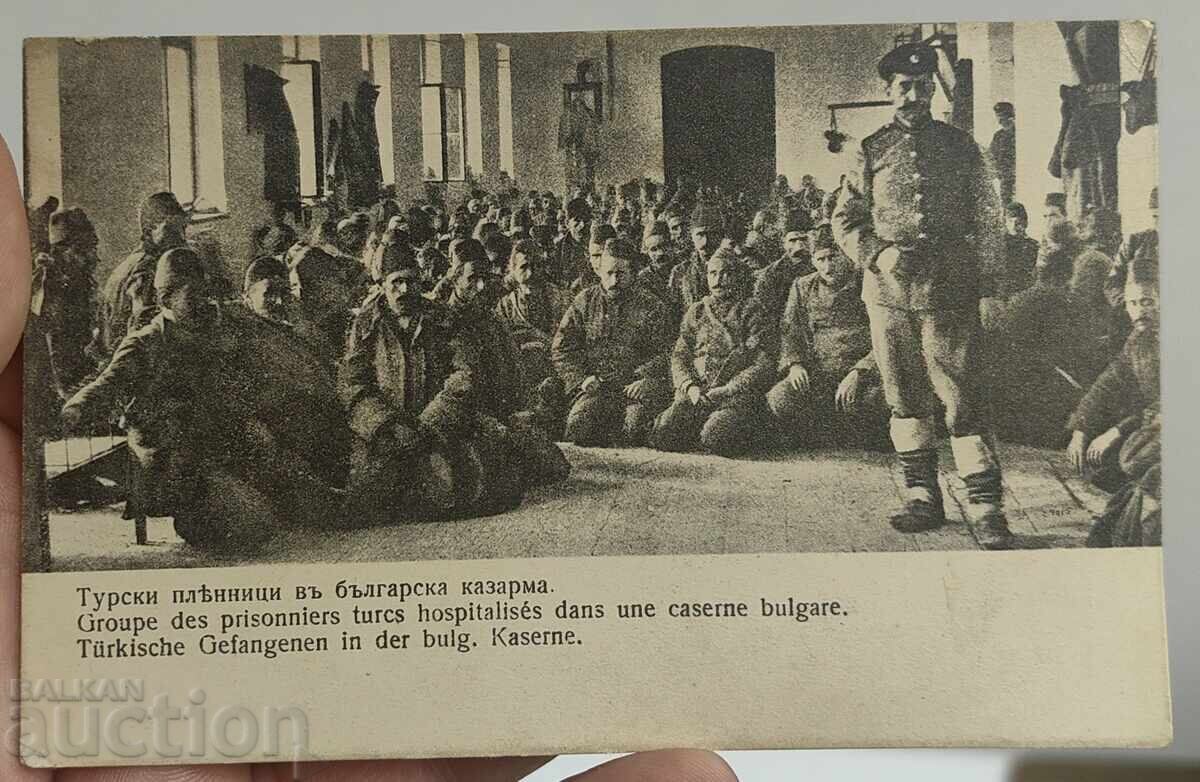 Турски плѣнници въ българска казарма.
Groupe des prisonniers turcs hospitalisés dans une caserne bulgare.
Türkische Gefangenen in der bulg. Kaserne.
BALKAN
auction